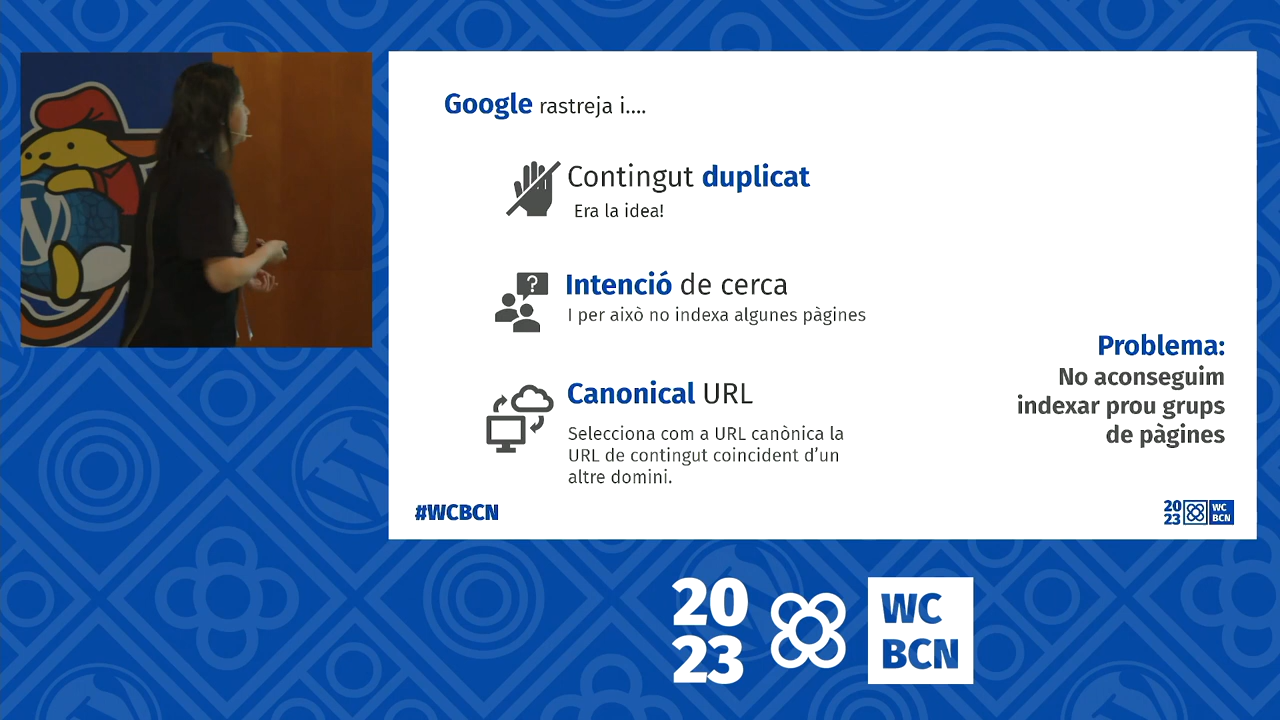 Google rastreja i....
Contingut duplicat
Era la idea!
?
Intenció de cerca
I per això no indexa algunes pàgines
Canonical URL
Selecciona com a URL canònica la
URL de contingut coincident d’un
altre domini.
Problema:
No aconseguim
indexar prou grups
de pàgines
#WCBCN
20
23
WC
BCN
20
23
WC
BCN